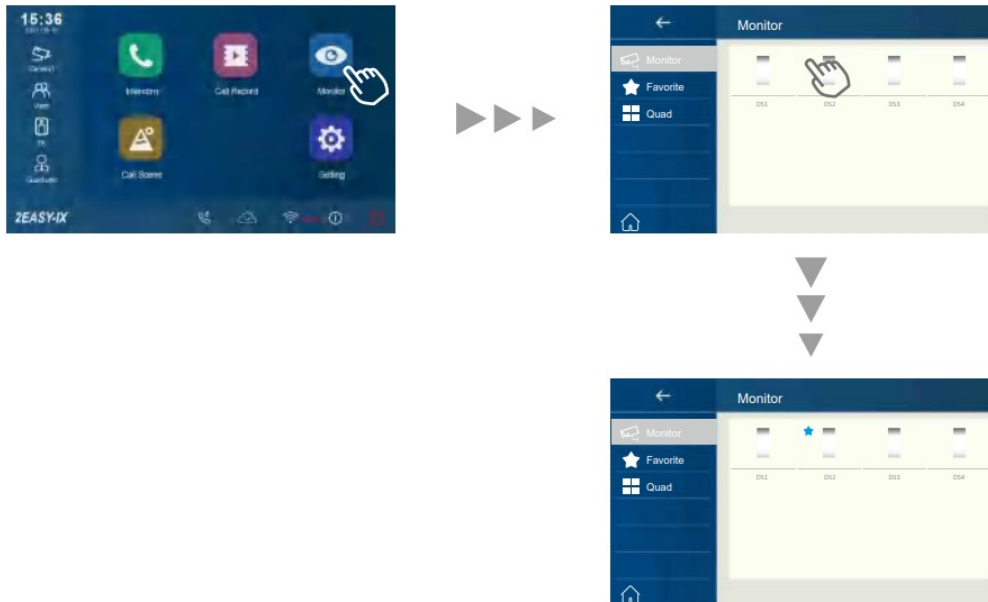 15:36
Intercom
Call Record
Monitor
Call Scene
Setting
2EASY-IX
Monitor
Monitor
Favorite
Quad
DS1
DS2
DS3
DS4
Monitor
Monitor
Favorite
Quad
DS1
DS2
DS3
DS4